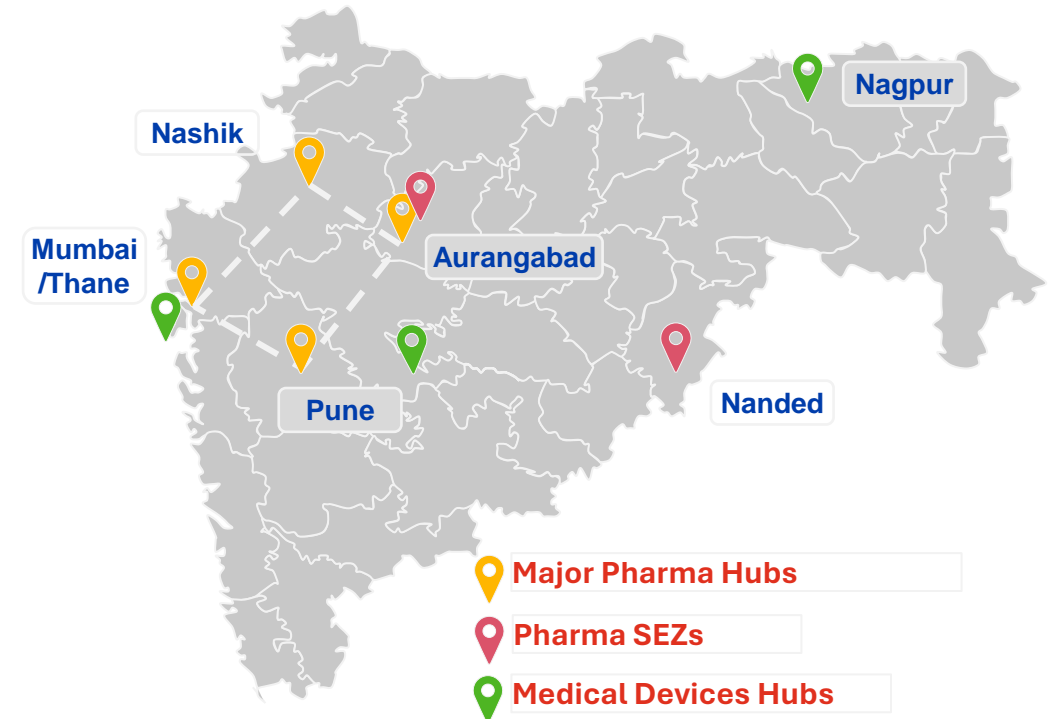 Nagpur
Nashik
Mumbai
/Thane
Aurangabad
Pune
Nanded
Major Pharma Hubs
Pharma SEZs
Medical Devices Hubs